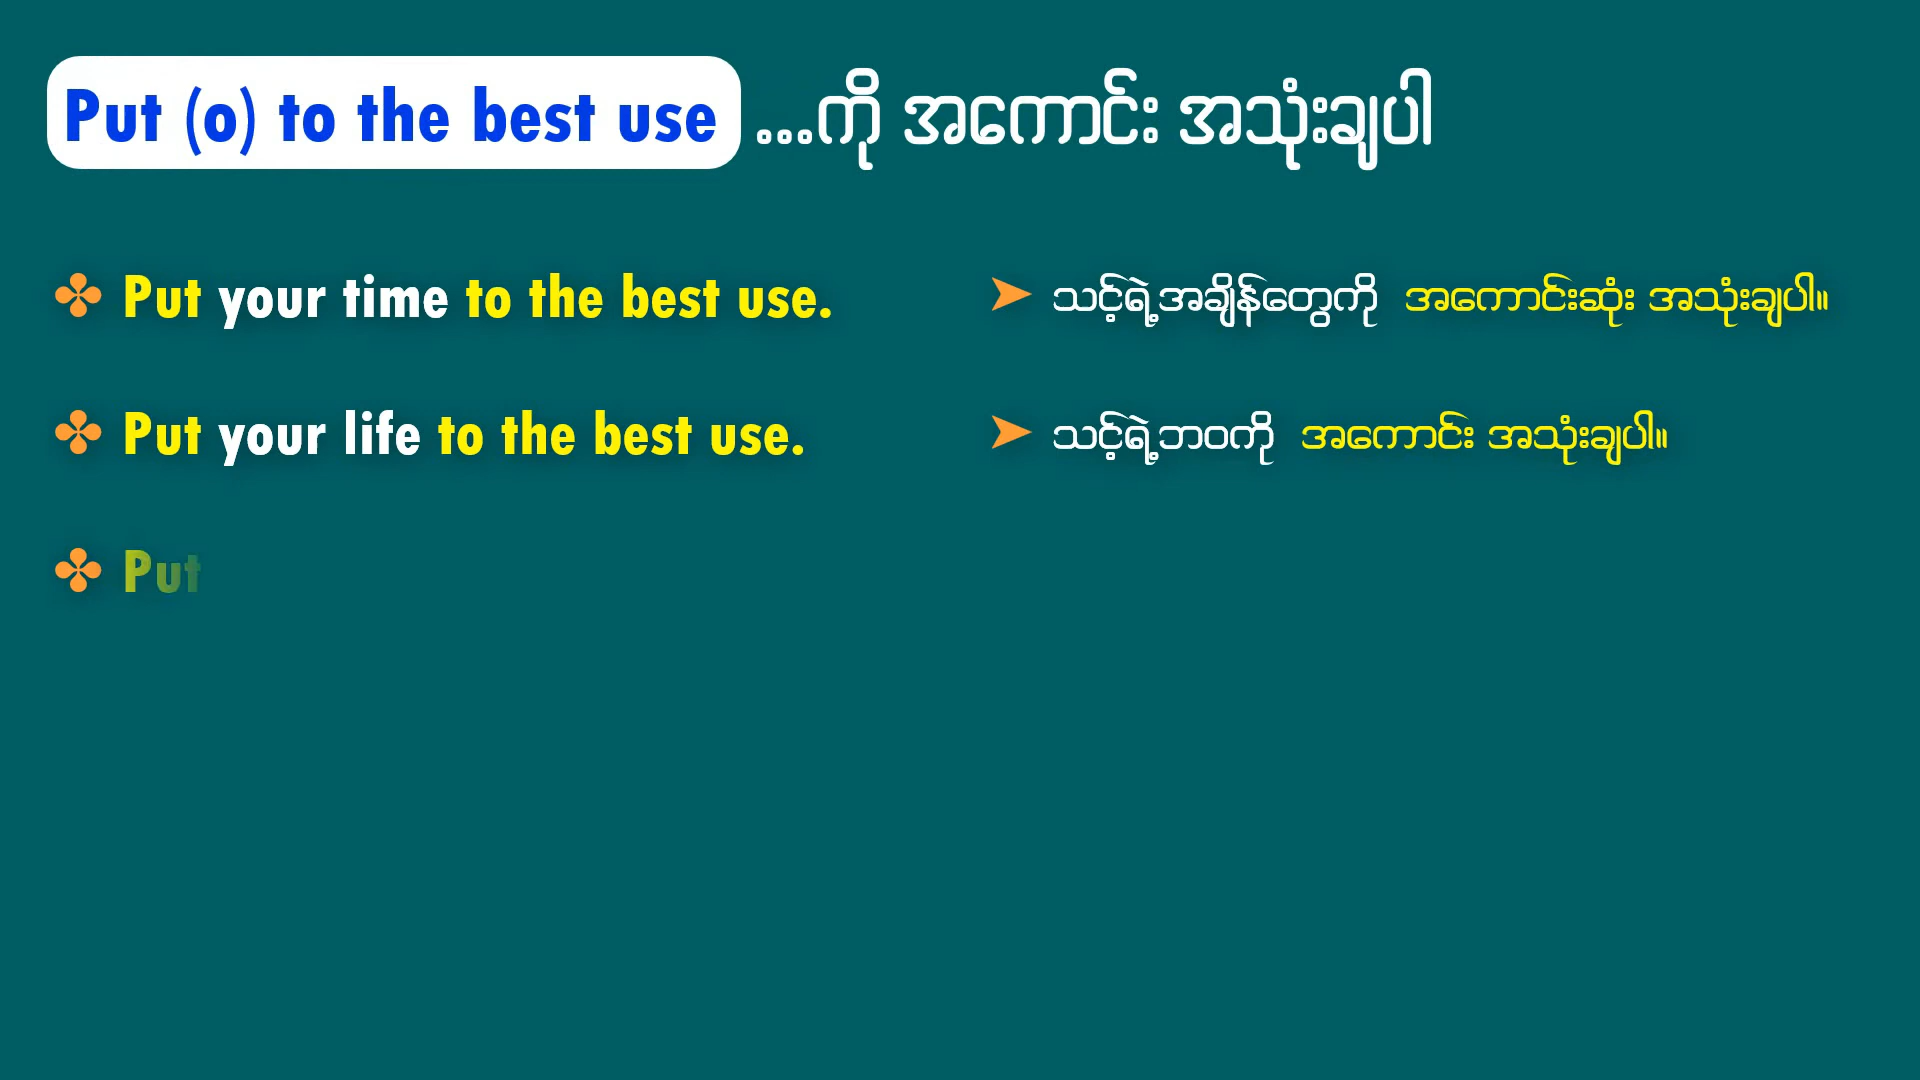 Put (o) to the best use ...ကို အကောင်း အသုံးချပါ
Put your time to the best use. သင့်ရဲ့အချိန်တွေကို အကောင်းဆုံး အသုံးချပါ။
Put your life to the best use. သင့်ရဲ့ဘဝကို အကောင်း အသုံးချပါ။
Put